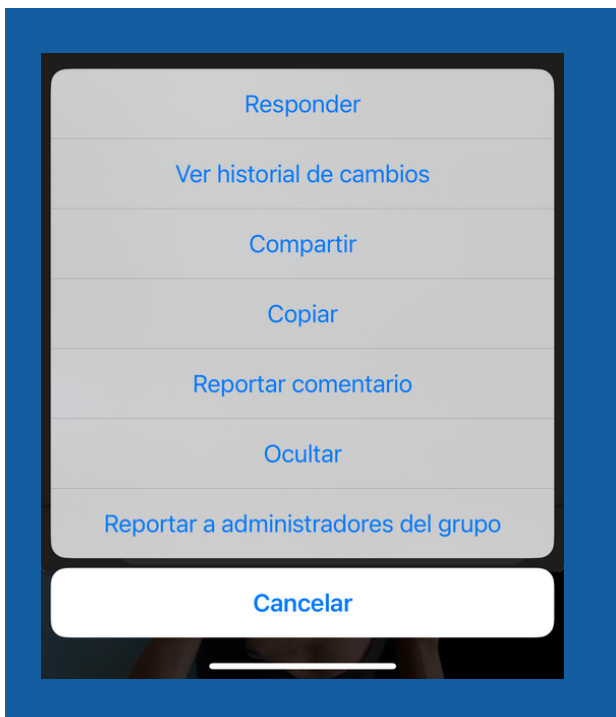 Responder
Ver historial de cambios
Compartir
Copiar
Reportar comentario
Ocultar
Reportar a administradores del grupo
Cancelar